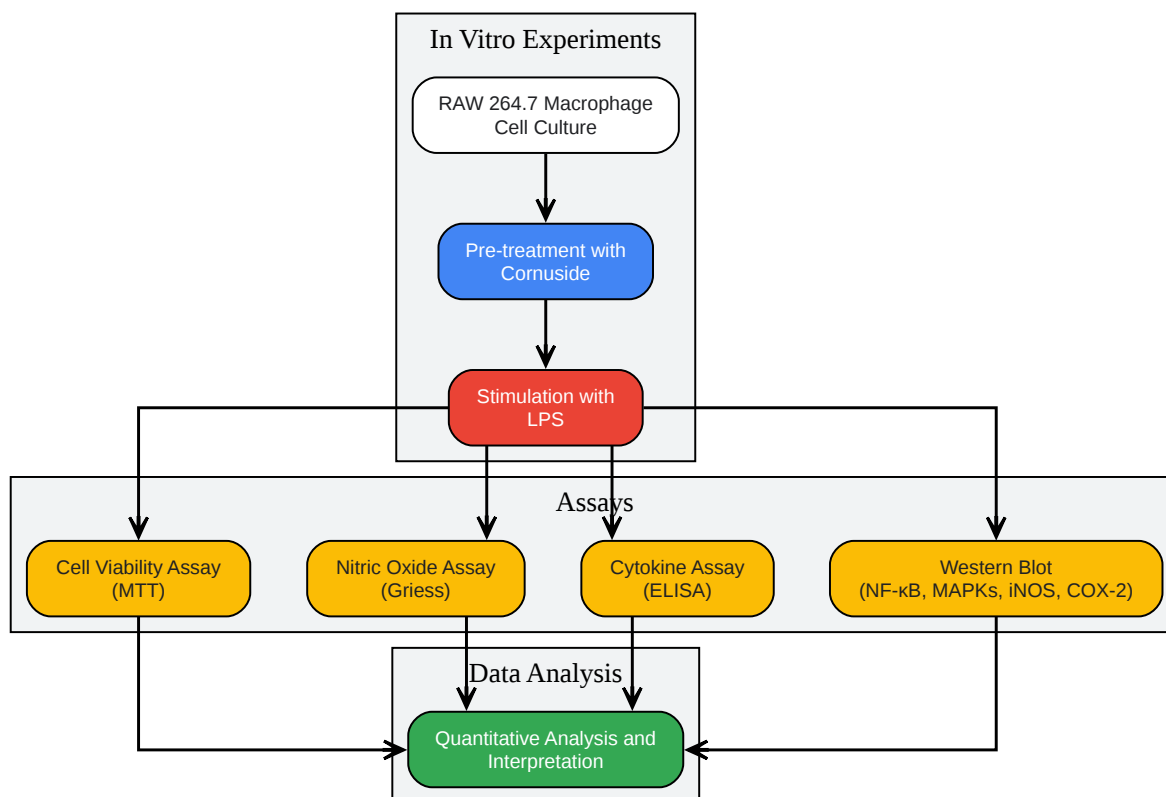 In Vitro Experiments
RAW 264.7 Macrophage
Cell Culture
Pre-treatment with
Cornuside
Stimulation with
LPS
Assays
Cell Viability Assay
(MTT)
Nitric Oxide Assay
(Griess)
Cytokine Assay
(ELISA)
Western Blot
(NF-κB, MAPKs, iNOS, COX-2)
Data Analysis
Quantitative Analysis and
Interpretation